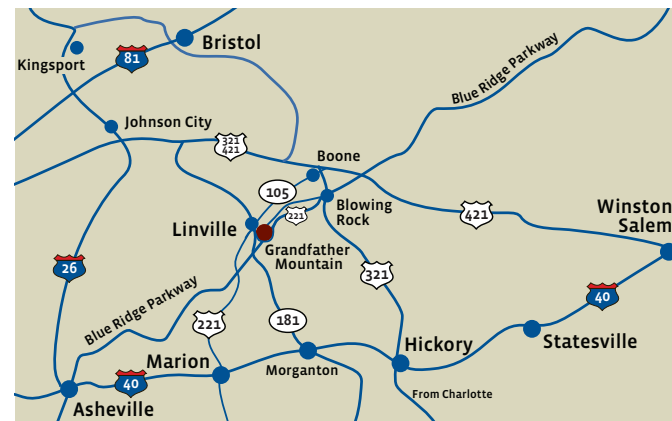 Bristol
Kingsport
81
Blue Ridge Parkway
Johnson City
321
421
Boone
105
Blowing
Rock
221
421
Winston
Salem
Linville
Grandfather
Mountain
26
321
40
Blue Ridge Parkway
221
181
Statesville
Hickory
Marion
Morganton
40
From Charlotte
Asheville